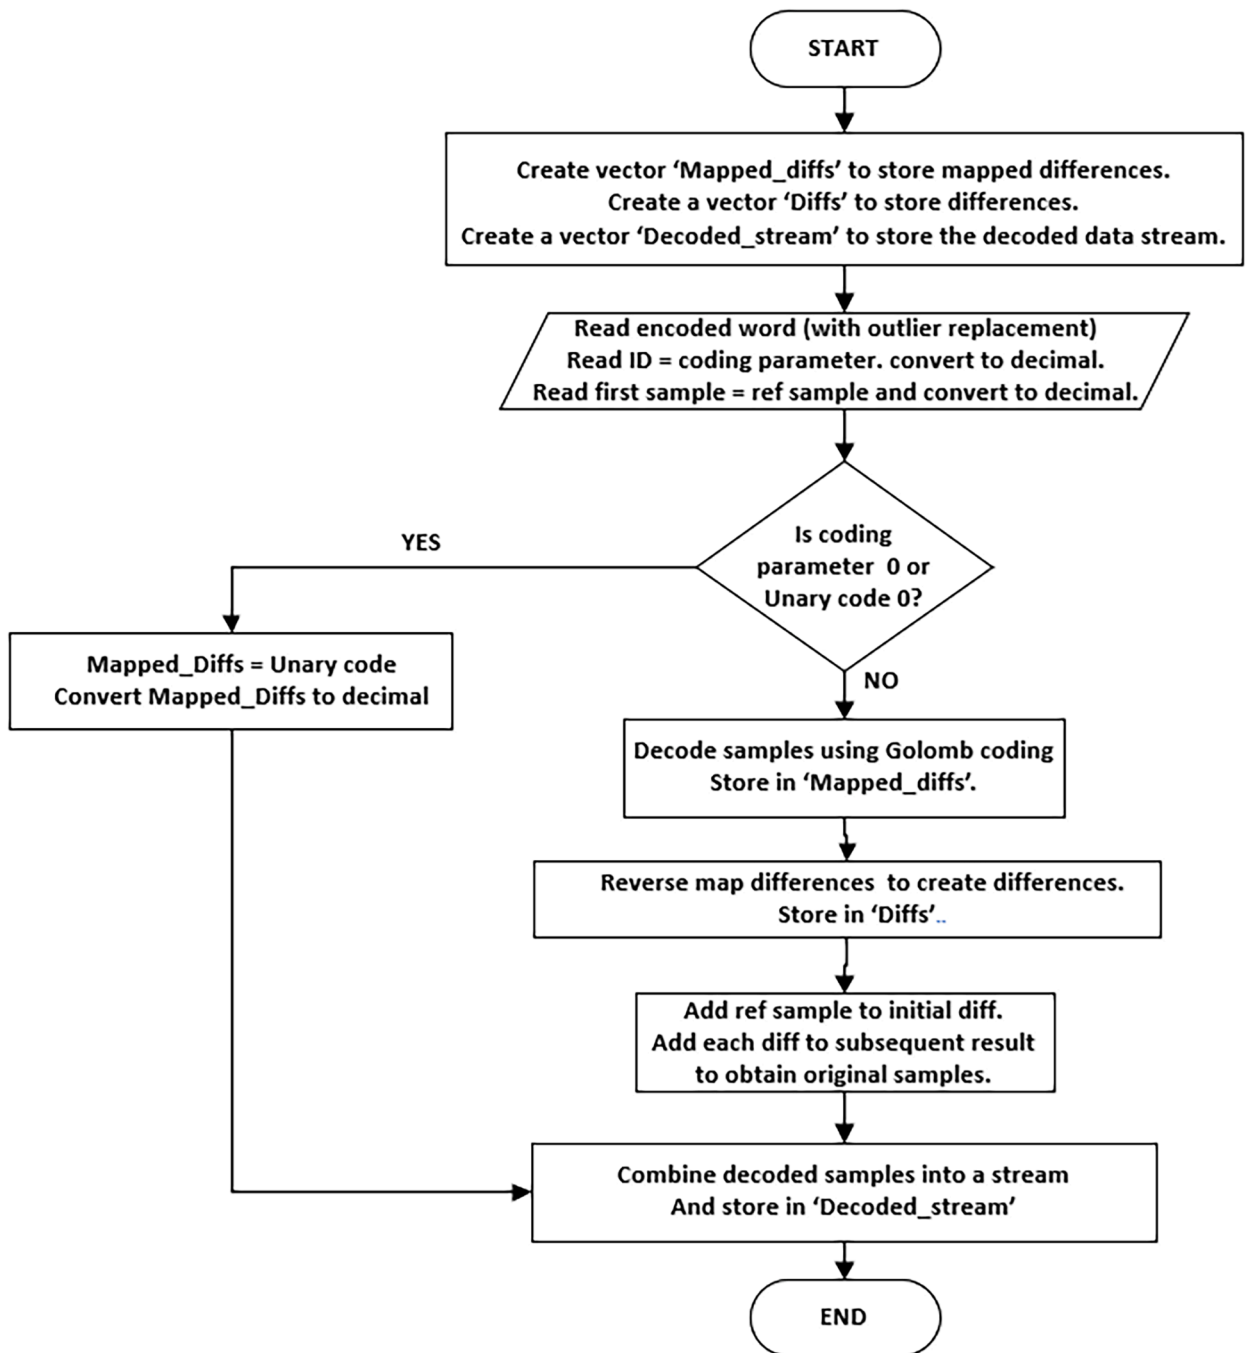 START
Create vector ‘Mapped_diffs’ to store mapped differences.
Create a vector ‘Diffs’ to store differences.
Create a vector ‘Decoded_stream’ to store the decoded data stream.
Read encoded word (with outlier replacement)
Read ID = coding parameter. convert to decimal.
Read first sample = ref sample and convert to decimal.
Is coding
parameter 0 or
Unary code 0?
YES
Mapped_Diffs = Unary code
Convert Mapped_Diffs to decimal
NO
Decode samples using Golomb coding
Store in ‘Mapped_diffs’.
Reverse map differences to create differences.
Store in ‘Diffs’..
Add ref sample to initial diff.
Add each diff to subsequent result
to obtain original samples.
Combine decoded samples into a stream
And store in ‘Decoded_stream’
END